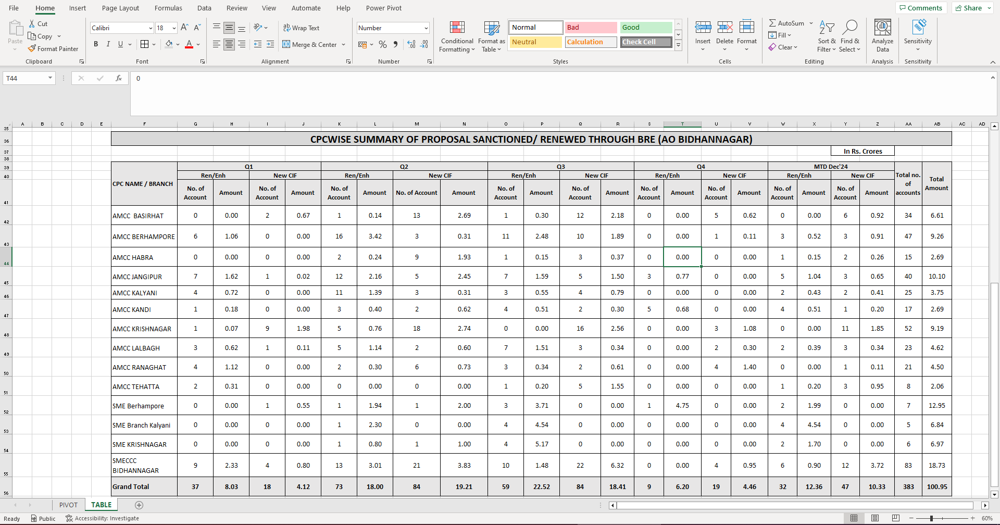 File Home Insert Page Layout Formulas Data Review View Automate Help Power Pivot Comments Share
Cut
Copy
Format Painter
Paste
Clipboard
Calibri 18 A A
B I U
Font
ab Wrap Text
Merge & Center
Alignment
Number
% 9 .00 .00
Number
Conditional Formatting
Format as Table
Normal Bad Good
Neutral Calculation Check Cell
Styles
Insert Delete Format
Cells
AutoSum
Fill
Clear
Sort & Filter
Find & Select
Editing
Analyze Data
Analysis
Sensitivity
Sensitivity
T44 fx 0
A B C D E F G H I J K L M N O P Q R S T U V W X Y Z AA AB AC AD
35
36 CPCWISE SUMMARY OF PROPOSAL SANCTIONED/ RENEWED THROUGH BRE (AO BIDHANNAGAR)
37 In Rs. Crores
38
39 Q1 Q2 Q3 Q4 MTD Dec'24
40 Ren/Enh New CIF Ren/Enh New CIF Ren/Enh New CIF Ren/Enh New CIF Ren/Enh New CIF
41 CPC NAME / BRANCH No. of Account Amount No. of Account Amount No. of Account Amount No. of Account Amount No. of Account Amount No. of Account Amount No. of Account Amount No. of Account Amount No. of Account Amount No. of Account Amount Total no. of accounts Total Amount
42 AMCC  BASIRHAT 0 0.00 2 0.67 1 0.14 13 2.69 1 0.30 12 2.18 0 0.00 5 0.62 0 0.00 6 0.92 34 6.61
43 AMCC BERHAMPORE 6 1.06 0 0.00 16 3.42 3 0.31 11 2.48 10 1.89 0 0.00 1 0.11 3 0.52 3 0.91 47 9.26
44 AMCC HABRA 0 0.00 0 0.00 2 0.24 9 1.93 1 0.15 3 0.37 0 0.00 0 0.00 1 0.15 2 0.26 15 2.69
45 AMCC JANGIPUR 7 1.62 1 0.02 12 2.16 5 2.45 7 1.59 5 1.50 3 0.77 0 0.00 5 1.04 3 0.65 40 10.10
46 AMCC KALYANI 4 0.72 0 0.00 11 1.39 3 0.31 3 0.55 4 0.79 0 0.00 0 0.00 2 0.43 2 0.41 25 3.75
47 AMCC KANDI 1 0.18 0 0.00 3 0.40 2 0.62 4 0.51 2 0.30 5 0.68 0 0.00 4 0.51 1 0.20 17 2.69
48 AMCC KRISHNAGAR 1 0.07 9 1.98 5 0.76 18 2.74 0 0.00 16 2.56 0 0.00 3 1.08 0 0.00 11 1.85 52 9.19
49 AMCC LALBAGH 3 0.62 1 0.11 5 1.14 2 0.60 7 1.51 3 0.34 0 0.00 2 0.30 2 0.39 3 0.34 23 4.62
50 AMCC RANAGHAT 4 1.12 0 0.00 2 0.30 6 0.73 3 0.34 2 0.61 0 0.00 4 1.40 0 0.00 1 0.11 21 4.50
51 AMCC TEHATTA 2 0.31 0 0.00 0 0.00 0 0.00 1 0.20 5 1.55 0 0.00 0 0.00 1 0.20 3 0.95 8 2.06
52 SME Berhampore 0 0.00 1 0.55 1 1.94 1 2.00 3 3.71 0 0.00 1 4.75 0 0.00 2 1.99 0 0.00 7 12.95
53 SME Branch Kalyani 0 0.00 0 0.00 1 2.30 0 0.00 4 4.54 0 0.00 0 0.00 0 0.00 4 4.54 0 0.00 5 6.84
54 SME KRISHNAGAR 0 0.00 0 0.00 1 0.80 1 1.00 4 5.17 0 0.00 0 0.00 0 0.00 2 1.70 0 0.00 6 6.97
55 SMECCC BIDHANNAGAR 9 2.33 4 0.80 13 3.01 21 3.83 10 1.48 22 6.32 0 0.00 4 0.95 6 0.90 12 3.72 83 18.73
56 Grand Total 37 8.03 18 4.12 73 18.00 84 19.21 59 22.52 84 18.41 9 6.20 19 4.46 32 12.36 47 10.33 383 100.95
PIVOT TABLE
Ready Public Accessibility: Investigate 60%